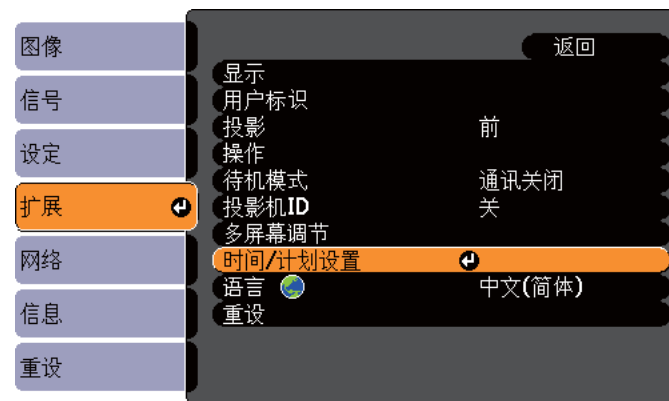 图像
信号
设定
扩展
网络
信息
重设
返回
显示
用户标识
投影 前
操作
待机模式 通讯关闭
投影机ID 关
多屏幕调节
时间/计划设置
语言 中文(简体)
重设